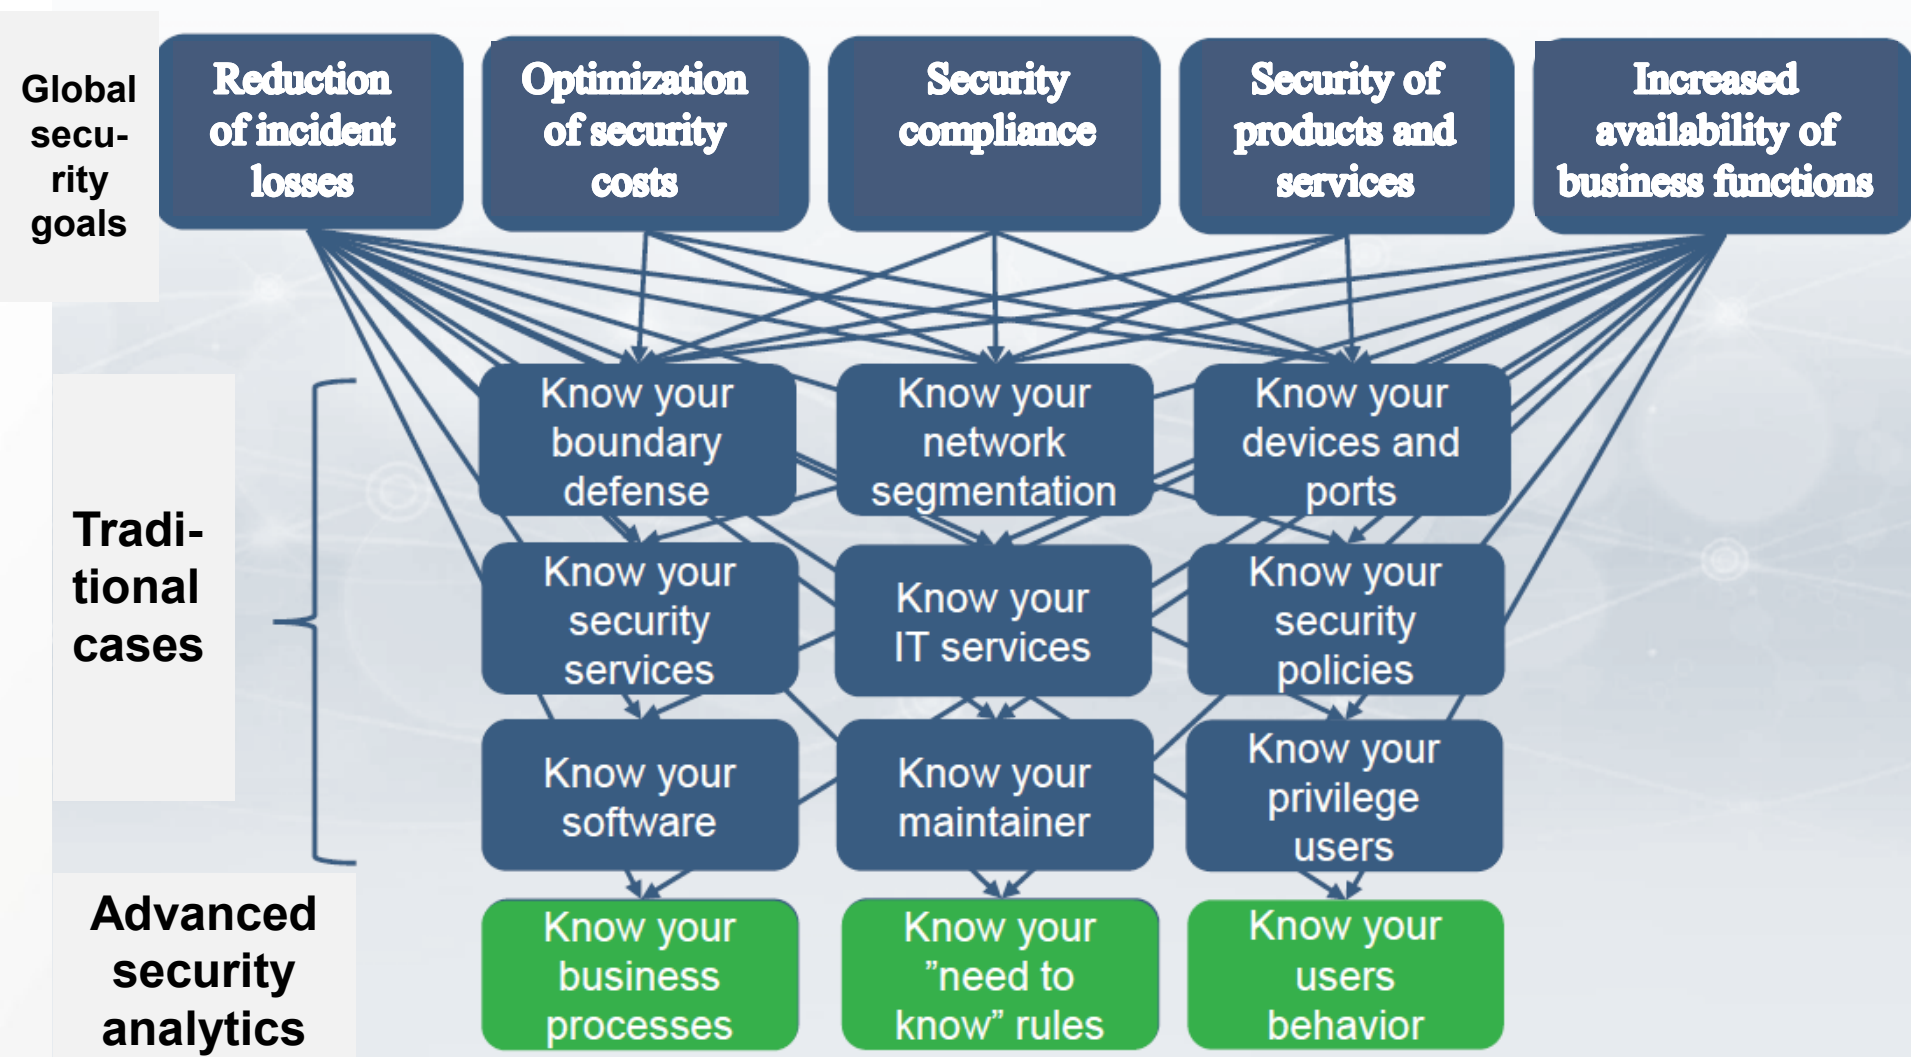 Global
secu-
rity
goals
Reduction
of incident
losses
Optimization
of security
costs
Security
compliance
Security of
products and
services
Increased
availability of
business functions
Tradi-
tional
cases
Know your
boundary
defense
Know your
network
segmentation
Know your
devices and
ports
Know your
security
services
Know your
IT services
Know your
security
policies
Know your
software
Know your
maintainer
Know your
privilege
users
Advanced
security
analytics
Know your
business
processes
Know your
”need to
know” rules
Know your
users
behavior